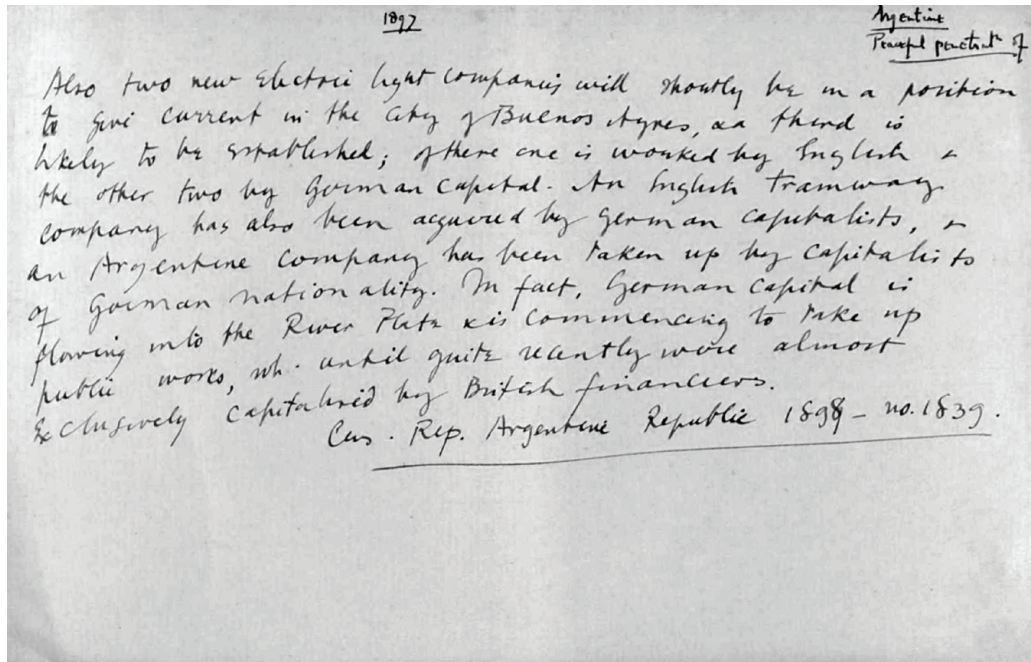 1897
Argentine
Peaceful penetratn of
Also two new Electric light companies will shortly be in a position
to give current in the City of Buenos Ayres, & a third is
likely to be established; of these one is worked by English &
the other two by German capital. An English Tramway
company has also been acquired by German capitalists, &
an Argentine company has been taken up by capitalists
of German nationality. In fact, German capital is
flowing into the River Plate & is commencing to take up
public works, wh. until quite recently were almost
Exclusively capitalised by British financiers.
Cons. Rep. Argentine Republic 1898 - no. 1839.